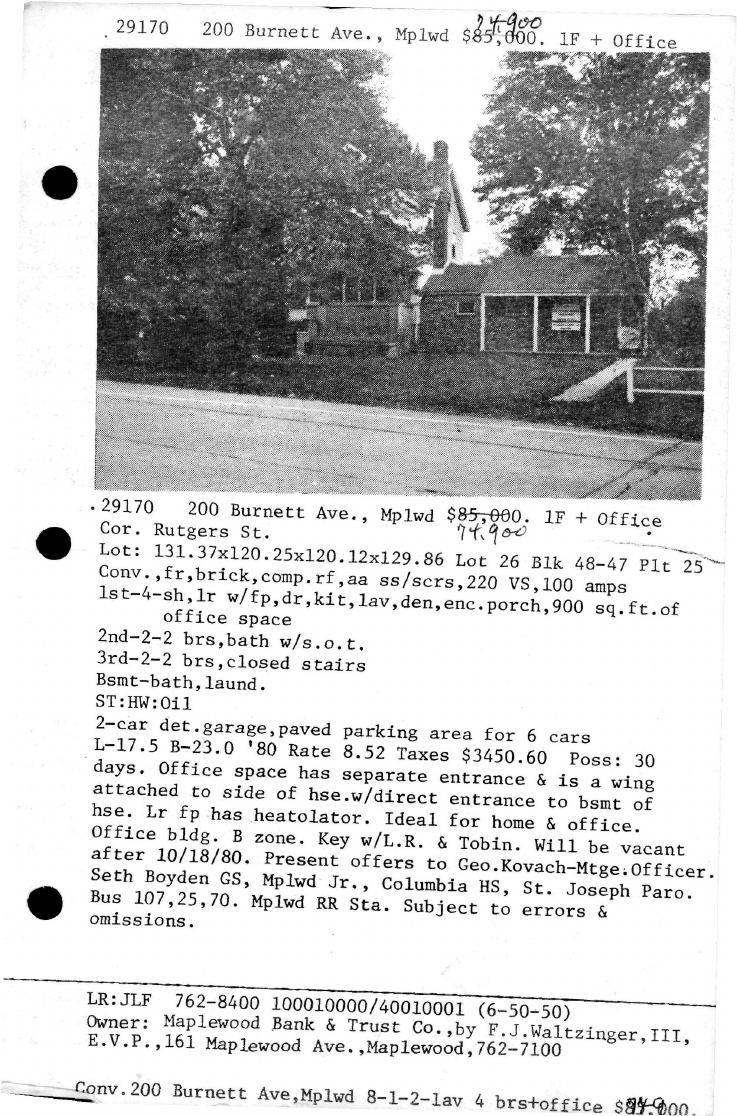 .29170 200 Burnett Ave., Mplwd $85,000. 1F + Office
74,900
.29170 200 Burnett Ave., Mplwd $85,000. 1F + Office
74,900
Cor. Rutgers St.
Lot: 131.37x120.25x120.12x129.86 Lot 26 Blk 48-47 Plt 25
Conv.,fr,brick,comp.rf,aa ss/scrs,220 VS,100 amps
1st-4-sh,lr w/fp,dr,kit,lav,den,enc.porch,900 sq.ft.of
office space
2nd-2-2 brs,bath w/s.o.t.
3rd-2-2 brs,closed stairs
Bsmt-bath,laund.
ST:HW:Oil
2-car det.garage,paved parking area for 6 cars
L-17.5 B-23.0 '80 Rate 8.52 Taxes $3450.60 Poss: 30
days. Office space has separate entrance & is a wing
attached to side of hse.w/direct entrance to bsmt of
hse. Lr fp has heatolator. Ideal for home & office.
Office bldg. B zone. Key w/L.R. & Tobin. Will be vacant
after 10/18/80. Present offers to Geo.Kovach-Mtge.Officer.
Seth Boyden GS, Mplwd Jr., Columbia HS, St. Joseph Paro.
Bus 107,25,70. Mplwd RR Sta. Subject to errors &
omissions.
LR:JLF 762-8400 100010000/40010001 (6-50-50)
Owner: Maplewood Bank & Trust Co.,by F.J.Waltzinger,III,
E.V.P.,161 Maplewood Ave.,Maplewood,762-7100
Conv.200 Burnett Ave,Mplwd 8-1-2-lav 4 brs+office